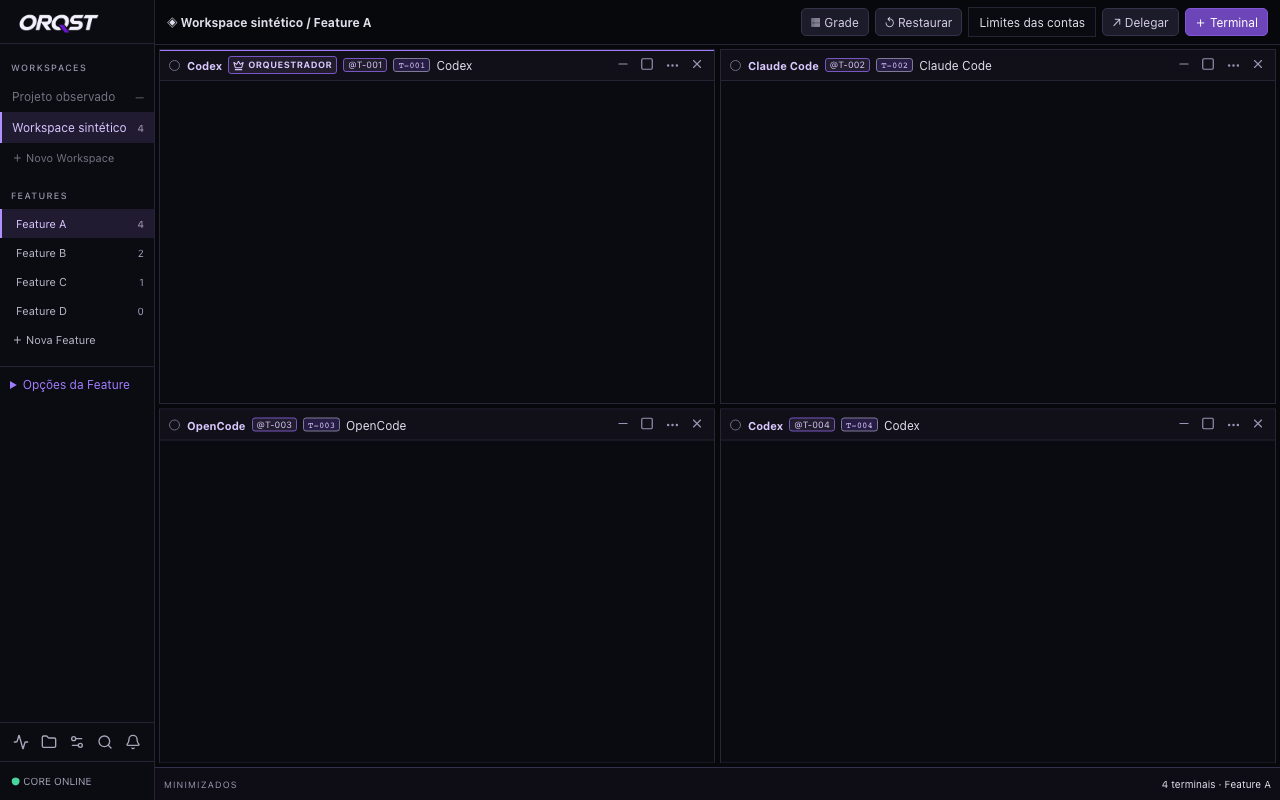 ORQST
WORKSPACES
Projeto observado —
Workspace sintético 4
+ Novo Workspace
FEATURES
Feature A 4
Feature B 2
Feature C 1
Feature D 0
+ Nova Feature
Opções da Feature
CORE ONLINE
Workspace sintético / Feature A
Grade
Restaurar
Limites das contas
Delegar
+ Terminal
Codex ORQUESTRADOR @T-001 T-001 Codex
Claude Code @T-002 T-002 Claude Code
OpenCode @T-003 T-003 OpenCode
Codex @T-004 T-004 Codex
MINIMIZADOS
4 terminais · Feature A